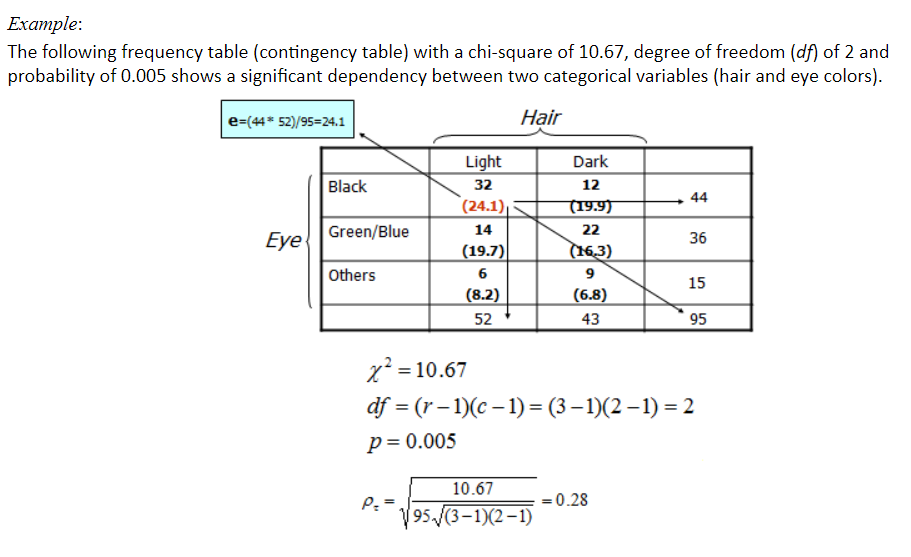 Example:
The following frequency table (contingency table) with a chi-square of 10.67, degree of freedom (df) of 2 and
probability of 0.005 shows a significant dependency between two categorical variables (hair and eye colors).
e=(44* 52)/95=24.1
Hair
Light Dark
Black 32 12 44
(24.1) (19.9)
Eye
Green/Blue 14 22 36
(19.7) (16.3)
Others 6 9 15
(8.2) (6.8)
52 43 95
χ² = 10.67
df = (r – 1)(c – 1) = (3 – 1)(2 – 1) = 2
p = 0.005
ρ_c = √(10.67 / 95√(3–1)(2–1)) = 0.28